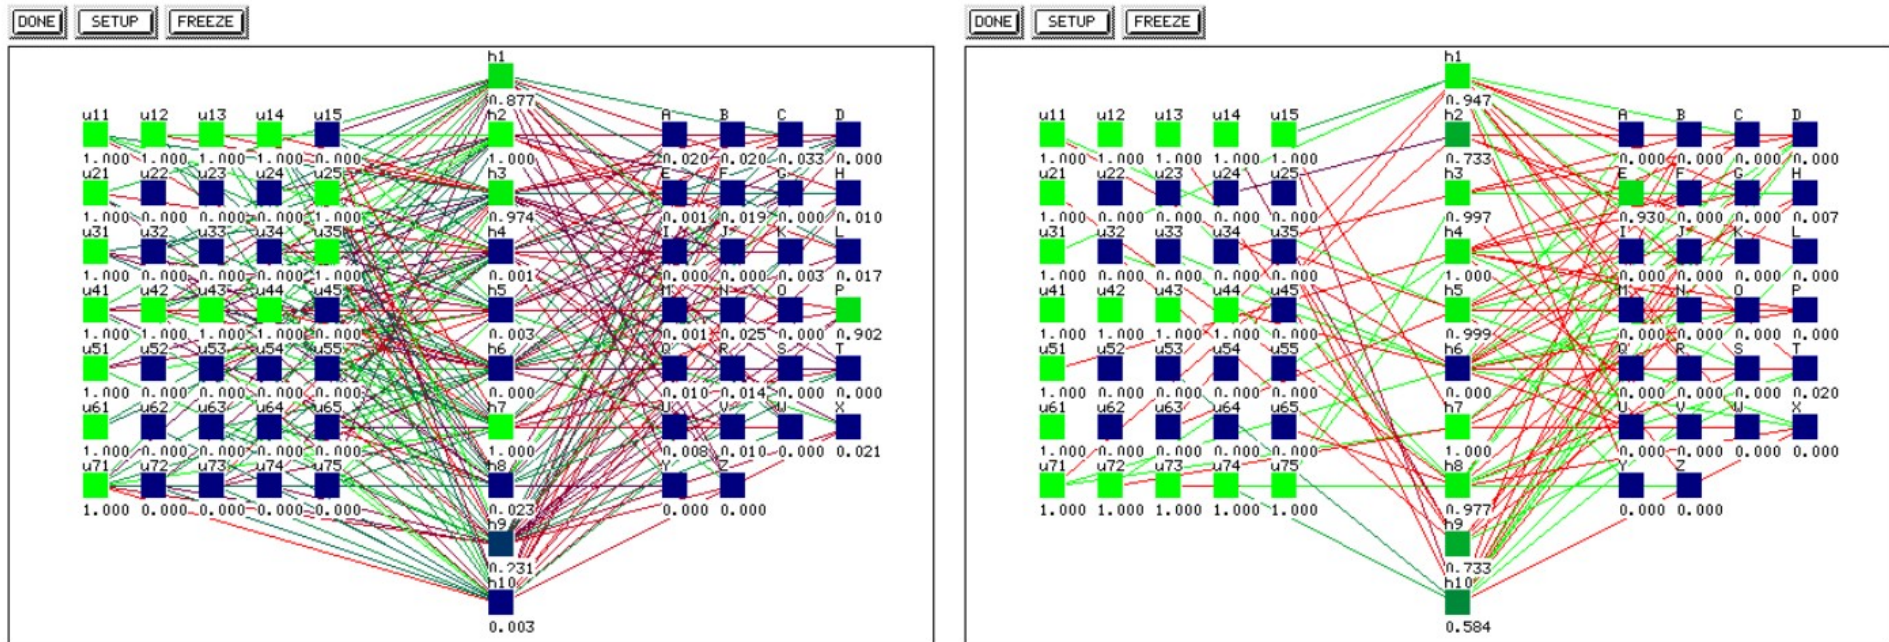 DONE SETUP FREEZE
h1
0.877
u11 u12 u13 u14 u15 h2 A B C D
1.000 1.000 1.000 1.000 0.000 1.000 0.020 0.020 0.033 0.000
u21 u22 u23 u24 u25 h3 E F G H
1.000 0.000 0.000 0.000 1.000 0.974 0.001 0.019 0.000 0.010
u31 u32 u33 u34 u35 h4 I J K L
1.000 0.000 0.000 0.000 1.000 0.001 0.000 0.000 0.003 0.017
u41 u42 u43 u44 u45 h5 M N O P
1.000 1.000 1.000 1.000 0.000 0.003 0.001 0.025 0.000 0.902
u51 u52 u53 u54 u55 h6 Q R S T
1.000 0.000 0.000 0.000 0.000 0.000 0.010 0.014 0.000 0.000
u61 u62 u63 u64 u65 h7 U V W X
1.000 0.000 0.000 0.000 0.000 1.000 0.008 0.010 0.000 0.021
u71 u72 u73 u74 u75 h8 Y Z
1.000 0.000 0.000 0.000 0.000 0.023 0.000 0.000
h9
0.231
h10
0.003
DONE SETUP FREEZE
h1
0.947
u11 u12 u13 u14 u15 h2 A B C D
1.000 1.000 1.000 1.000 1.000 0.733 0.000 0.000 0.000 0.000
u21 u22 u23 u24 u25 h3 E F G H
1.000 0.000 0.000 0.000 0.000 0.997 0.930 0.000 0.000 0.007
u31 u32 u33 u34 u35 h4 I J K L
1.000 0.000 0.000 0.000 0.000 1.000 0.000 0.000 0.000 0.000
u41 u42 u43 u44 u45 h5 M N O P
1.000 1.000 1.000 1.000 0.000 0.999 0.000 0.000 0.000 0.000
u51 u52 u53 u54 u55 h6 Q R S T
1.000 0.000 0.000 0.000 0.000 0.000 0.000 0.000 0.000 0.020
u61 u62 u63 u64 u65 h7 U V W X
1.000 0.000 0.000 0.000 0.000 1.000 0.000 0.000 0.000 0.000
u71 u72 u73 u74 u75 h8 Y Z
1.000 1.000 1.000 1.000 1.000 0.977 0.000 0.000
h9
0.733
h10
0.584